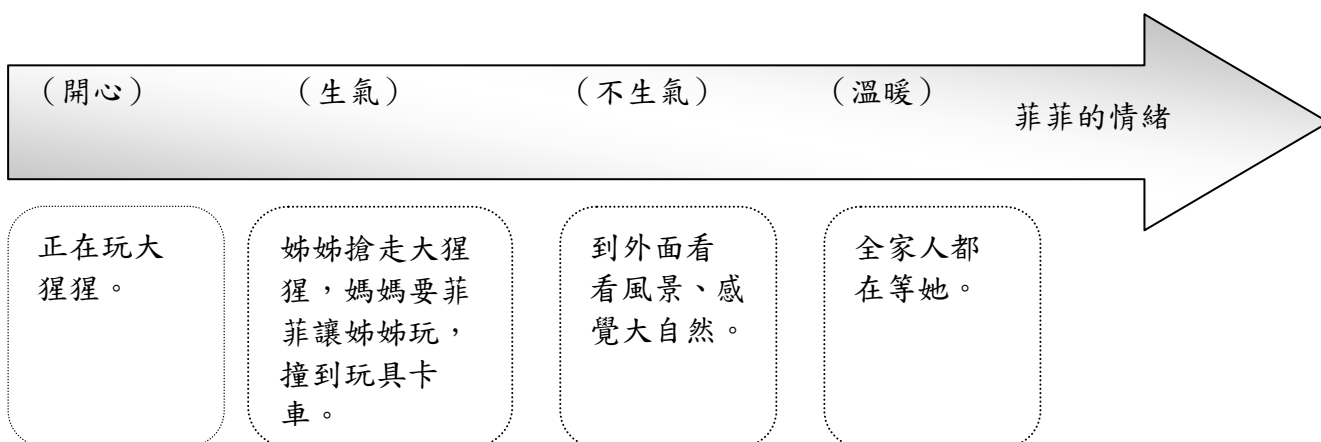 （開心）
（生氣）
（不生氣）
（溫暖）
菲菲的情緒
正在玩大
猩猩。
姊姊搶走大猩
猩，媽媽要菲
菲讓姊姊玩，
撞到玩具卡
車。
到外面看
看風景、感
覺大自然。
全家人都
在等她。